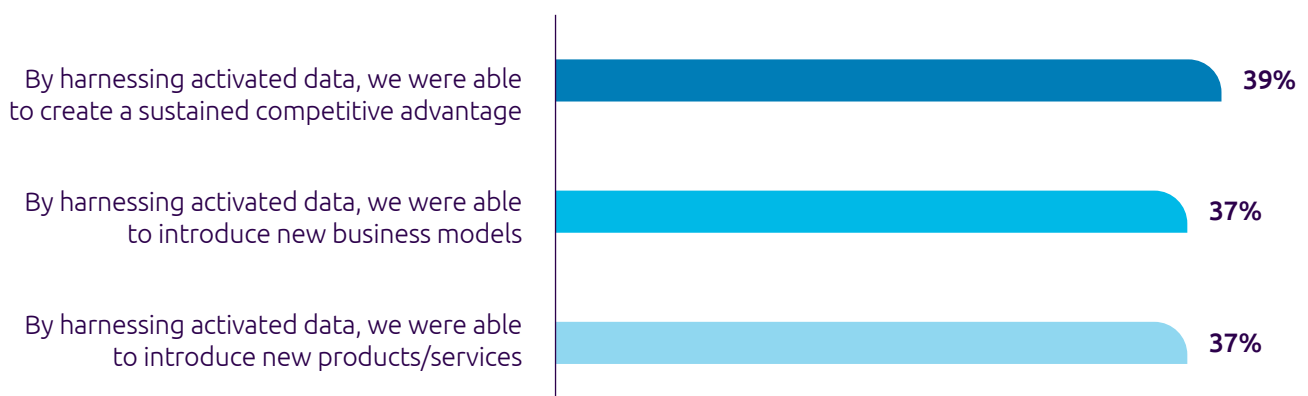 By harnessing activated data, we were able
to create a sustained competitive advantage
39%
By harnessing activated data, we were able
to introduce new business models
37%
By harnessing activated data, we were able
to introduce new products/services
37%